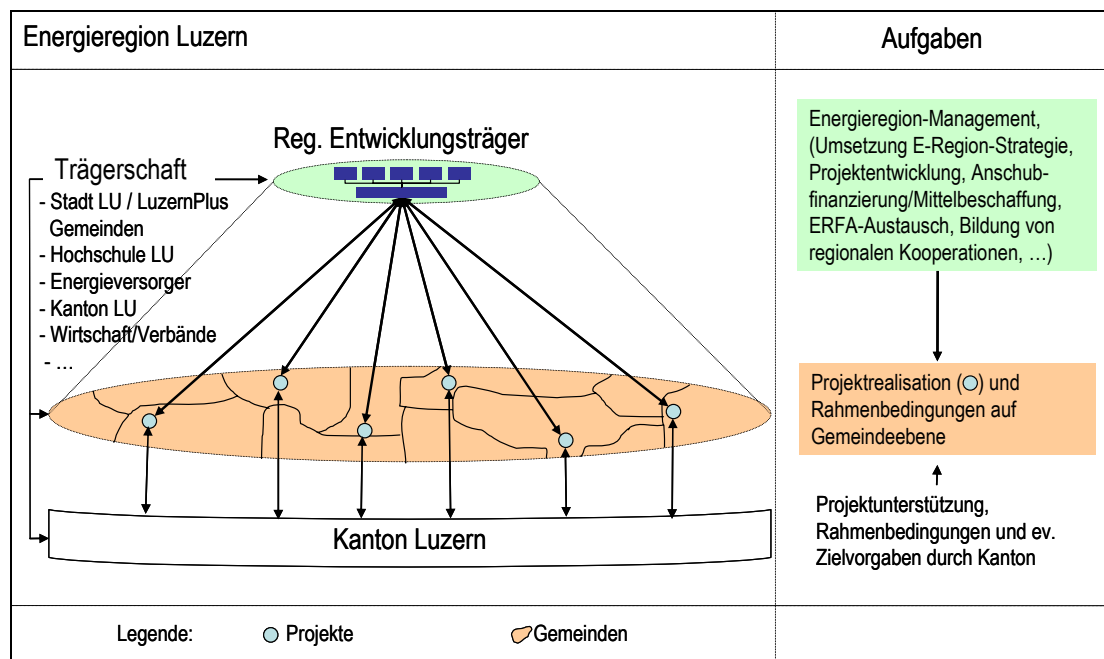 Energieregion Luzern
Aufgaben
Reg. Entwicklungsträger
Trägerschaft
- Stadt LU / LuzernPlus
Gemeinden
- Hochschule LU
- Energieversorger
- Kanton LU
- Wirtschaft/Verbände
- ...
Kanton Luzern
Energieregion-Management,
(Umsetzung E-Region-Strategie,
Projektentwicklung, Anschub-
finanzierung/Mittelbeschaffung,
ERFA-Austausch, Bildung von
regionalen Kooperationen, ...)
Projektrealisation ( ) und
Rahmenbedingungen auf
Gemeindeebene
Projektunterstützung,
Rahmenbedingungen und ev.
Zielvorgaben durch Kanton
Legende:
Projekte
Gemeinden